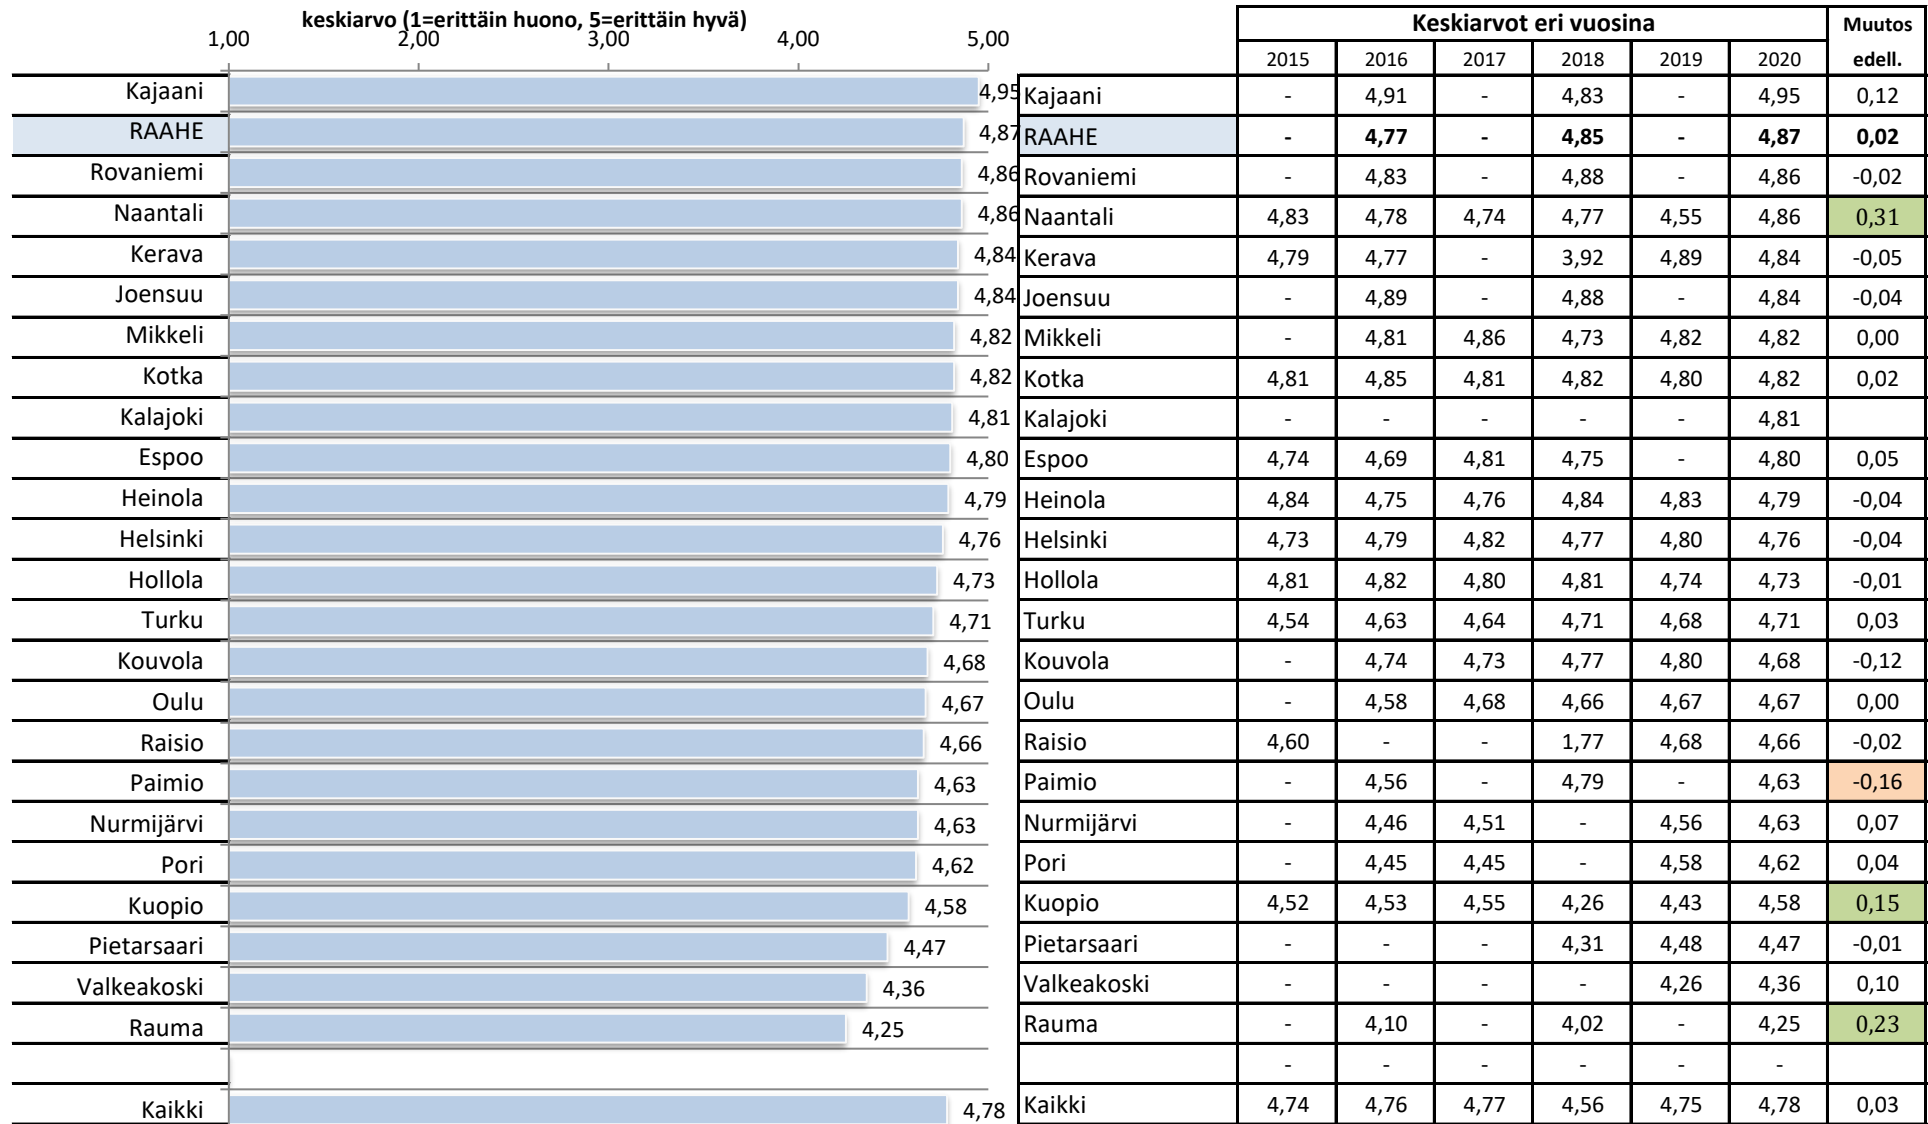 keskiarvo (1=erittäin huono, 5=erittäin hyvä)
1,00 2,00 3,00 4,00 5,00
Keskiarvot eri vuosina Muutos
2015 2016 2017 2018 2019 2020 edell.
Kajaani 4,95 Kajaani - 4,91 - 4,83 - 4,95 0,12
RAAHE 4,87 RAAHE - 4,77 - 4,85 - 4,87 0,02
Rovaniemi 4,86 Rovaniemi - 4,83 - 4,88 - 4,86 -0,02
Naantali 4,86 Naantali 4,83 4,78 4,74 4,77 4,55 4,86 0,31
Kerava 4,84 Kerava 4,79 4,77 - 3,92 4,89 4,84 -0,05
Joensuu 4,84 Joensuu - 4,89 - 4,88 - 4,84 -0,04
Mikkeli 4,82 Mikkeli - 4,81 4,86 4,73 4,82 4,82 0,00
Kotka 4,82 Kotka 4,81 4,85 4,81 4,82 4,80 4,82 0,02
Kalajoki 4,81 Kalajoki - - - - - 4,81
Espoo 4,80 Espoo 4,74 4,69 4,81 4,75 - 4,80 0,05
Heinola 4,79 Heinola 4,84 4,75 4,76 4,84 4,83 4,79 -0,04
Helsinki 4,76 Helsinki 4,73 4,79 4,82 4,77 4,80 4,76 -0,04
Hollola 4,73 Hollola 4,81 4,82 4,80 4,81 4,74 4,73 -0,01
Turku 4,71 Turku 4,54 4,63 4,64 4,71 4,68 4,71 0,03
Kouvola 4,68 Kouvola - 4,74 4,73 4,77 4,80 4,68 -0,12
Oulu 4,67 Oulu - 4,58 4,68 4,66 4,67 4,67 0,00
Raisio 4,66 Raisio 4,60 - - 1,77 4,68 4,66 -0,02
Paimio 4,63 Paimio - 4,56 - 4,79 - 4,63 -0,16
Nurmijärvi 4,63 Nurmijärvi - 4,46 4,51 - 4,56 4,63 0,07
Pori 4,62 Pori - 4,45 4,45 - 4,58 4,62 0,04
Kuopio 4,58 Kuopio 4,52 4,53 4,55 4,26 4,43 4,58 0,15
Pietarsaari 4,47 Pietarsaari - - - 4,31 4,48 4,47 -0,01
Valkeakoski 4,36 Valkeakoski - - - - 4,26 4,36 0,10
Rauma 4,25 Rauma - 4,10 - 4,02 - 4,25 0,23
- - - - - -
Kaikki 4,78 Kaikki 4,74 4,76 4,77 4,56 4,75 4,78 0,03